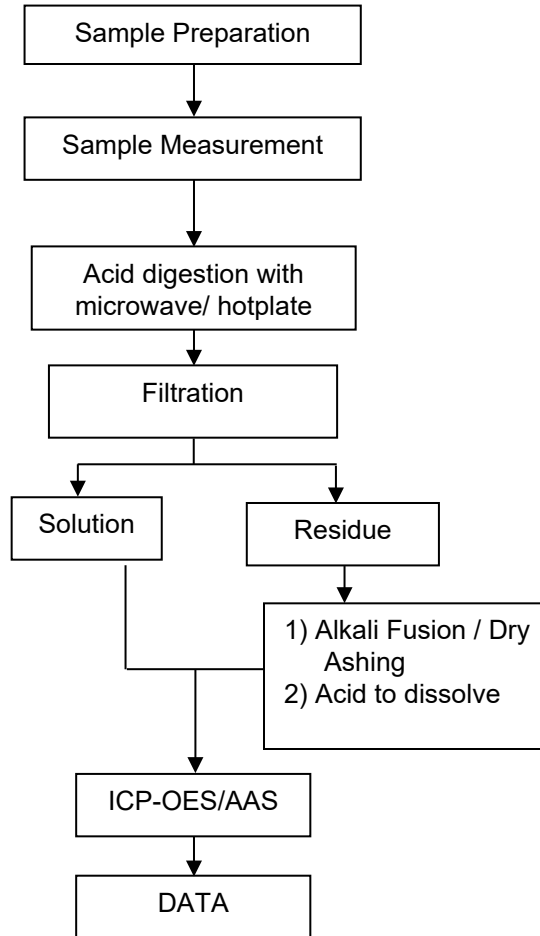 Sample Preparation
Sample Measurement
Acid digestion with
microwave/ hotplate
Filtration
Solution
Residue
1) Alkali Fusion / Dry
Ashing
2) Acid to dissolve
ICP-OES/AAS
DATA